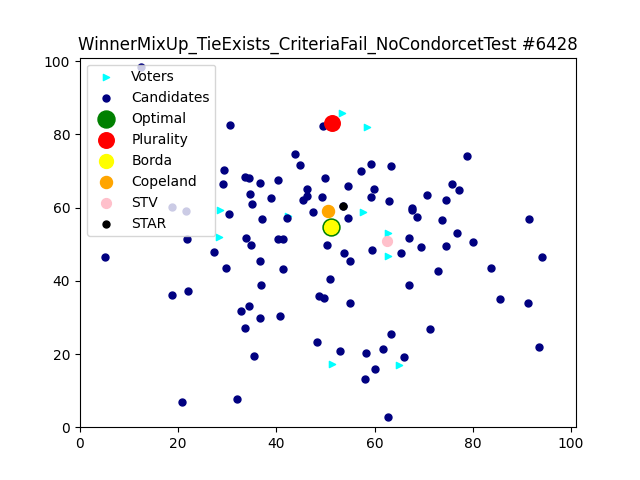 WinnerMixUp_TieExists_CriteriaFail_NoCondorcetTest #6428
100
80
60
40
20
0
Voters
Candidates
Optimal
Plurality
Borda
Copeland
STV
STAR
0 20 40 60 80 100